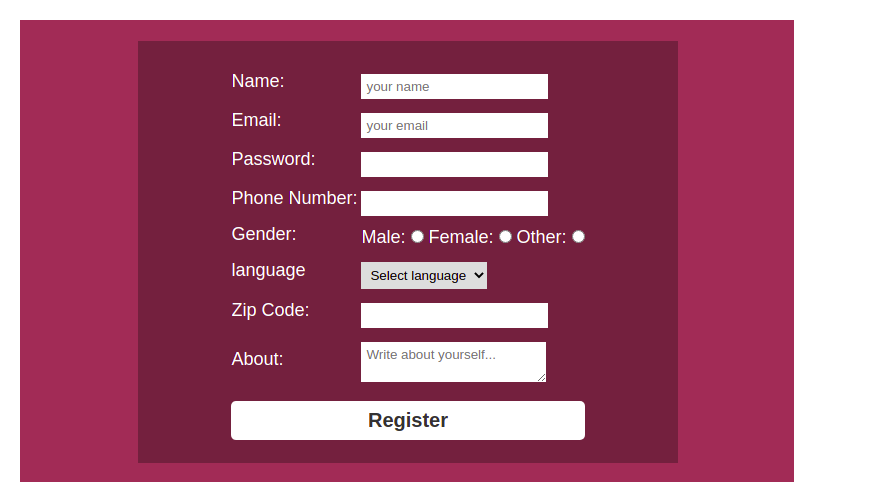 Name: your name
Email: your email
Password:
Phone Number:
Gender: Male: Female: Other:
language Select language
Zip Code:
About: Write about yourself...
Register